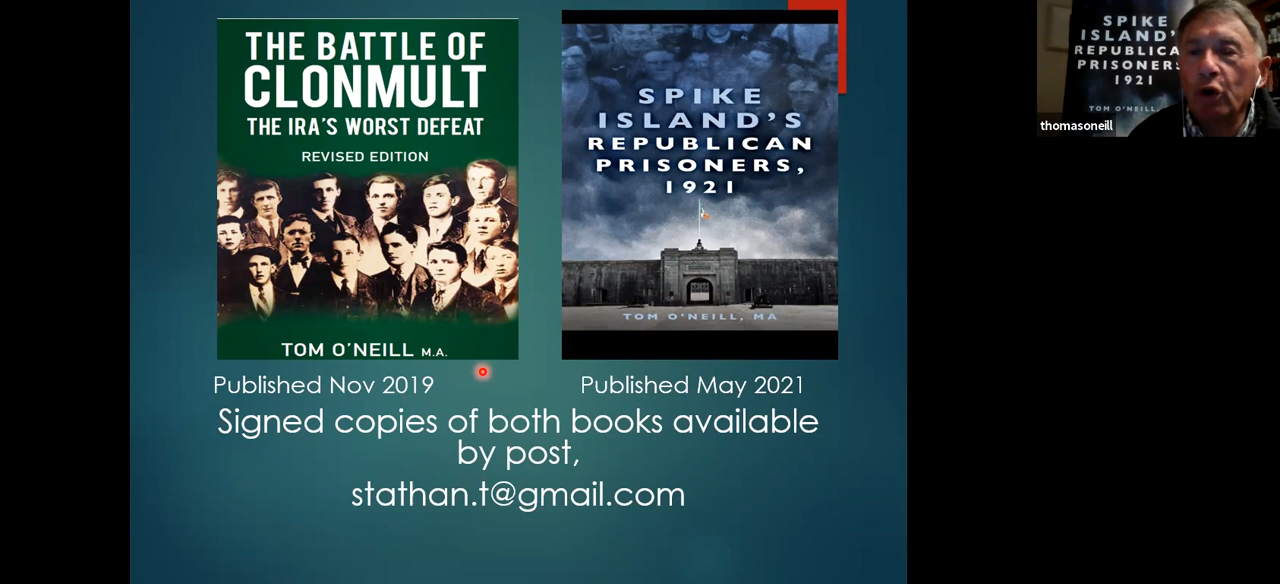 THE BATTLE OF
CLONMULT
THE IRA'S WORST DEFEAT
REVISED EDITION
TOM O'NEILL M.A.
SPIKE
ISLAND'S
REPUBLICAN
PRISONERS,
1921
TOM O'NEILL, MA
Published Nov 2019
Published May 2021
Signed copies of both books available
by post,
stathan.t@gmail.com
SPIKE
ISLAND'
REPUBLICA
PRISONERS
1921
TOM O'NEILL,
thomasoneill